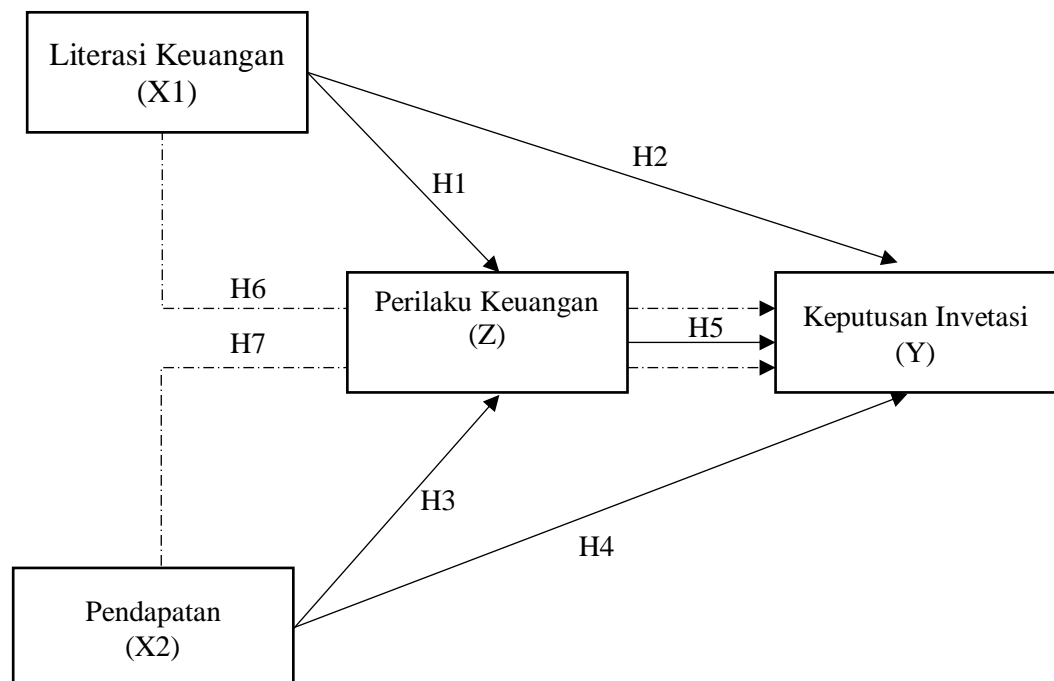 Literasi Keuangan
(X1)
H2
H1
H6
Perilaku Keuangan
(Z)
H5
Keputusan Invetasi
(Y)
H7
H3
H4
Pendapatan
(X2)